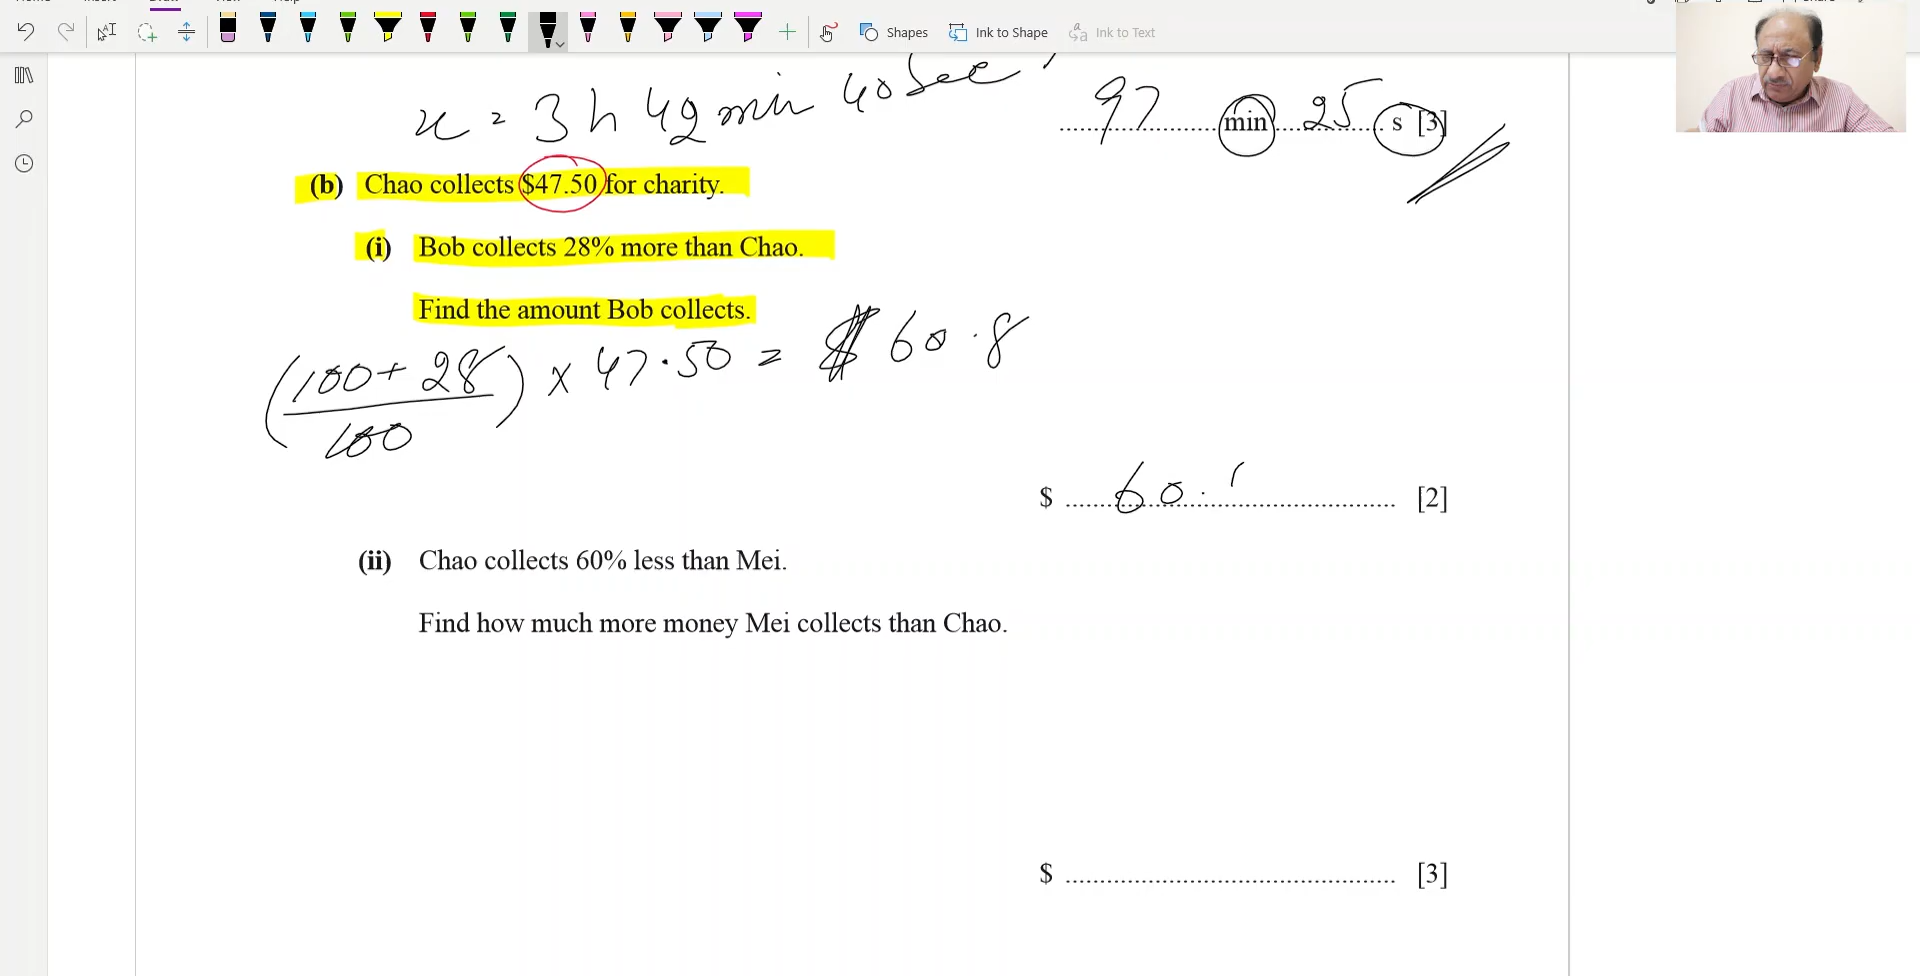 Shapes Ink to Shape Ink to Text
x = 3 h 42 min 40 Sec
97 min 25 s [3]
(b) Chao collects $47.50 for charity.
(i) Bob collects 28% more than Chao.
Find the amount Bob collects.
(100 + 28 / 100) × 47.50 = $ 60.8
$ 60. [2]
(ii) Chao collects 60% less than Mei.
Find how much more money Mei collects than Chao.
$ [3]